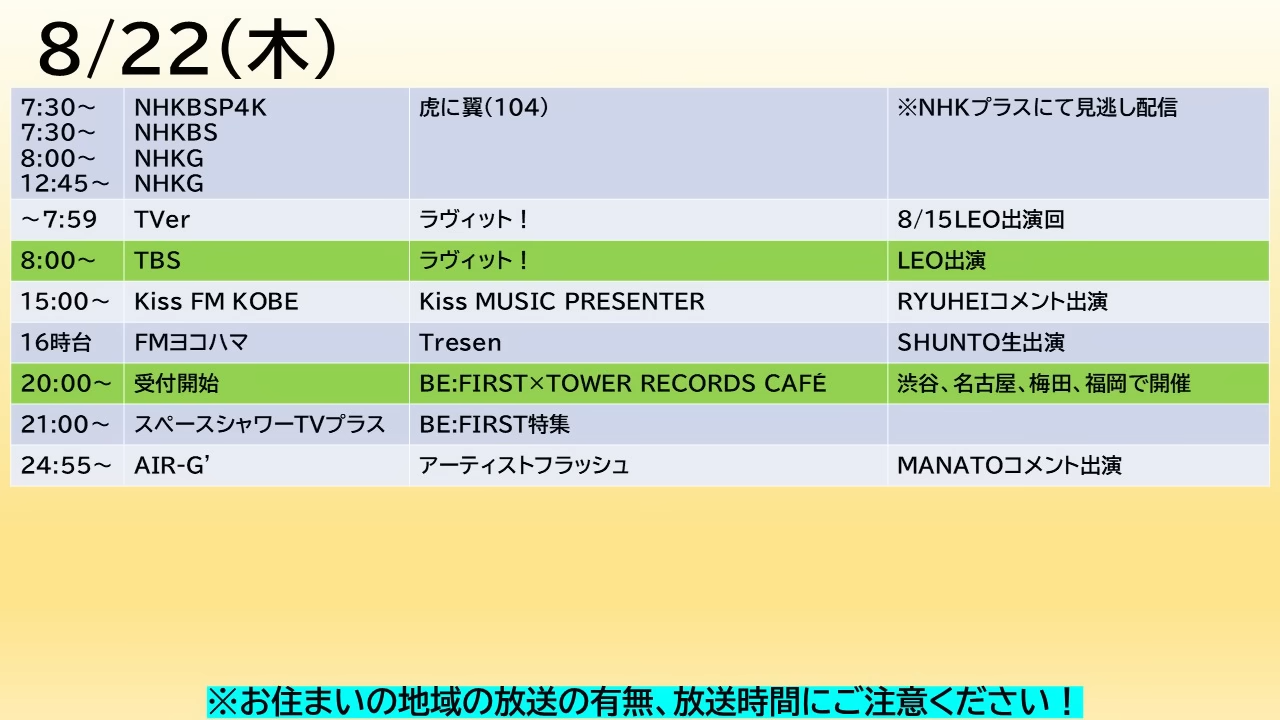 8/22(木)
7:30～ NHKBSP4K 虎に翼(104) ※NHKプラスにて見逃し配信
7:30～ NHKBS
8:00～ NHKG
12:45～ NHKG
～7:59 TVer ラヴィット！ 8/15LEO出演回
8:00～ TBS ラヴィット！ LEO出演
15:00～ Kiss FM KOBE Kiss MUSIC PRESENTER RYUHEIコメント出演
16時台 FMヨコハマ Tresen SHUNTO生出演
20:00～ 受付開始 BE:FIRST×TOWER RECORDS CAFÉ 渋谷、名古屋、梅田、福岡で開催
21:00～ スペースシャワーTVプラス BE:FIRST特集
24:55～ AIR-G’ アーティストフラッシュ MANATOコメント出演
※お住まいの地域の放送の有無、放送時間にご注意ください！